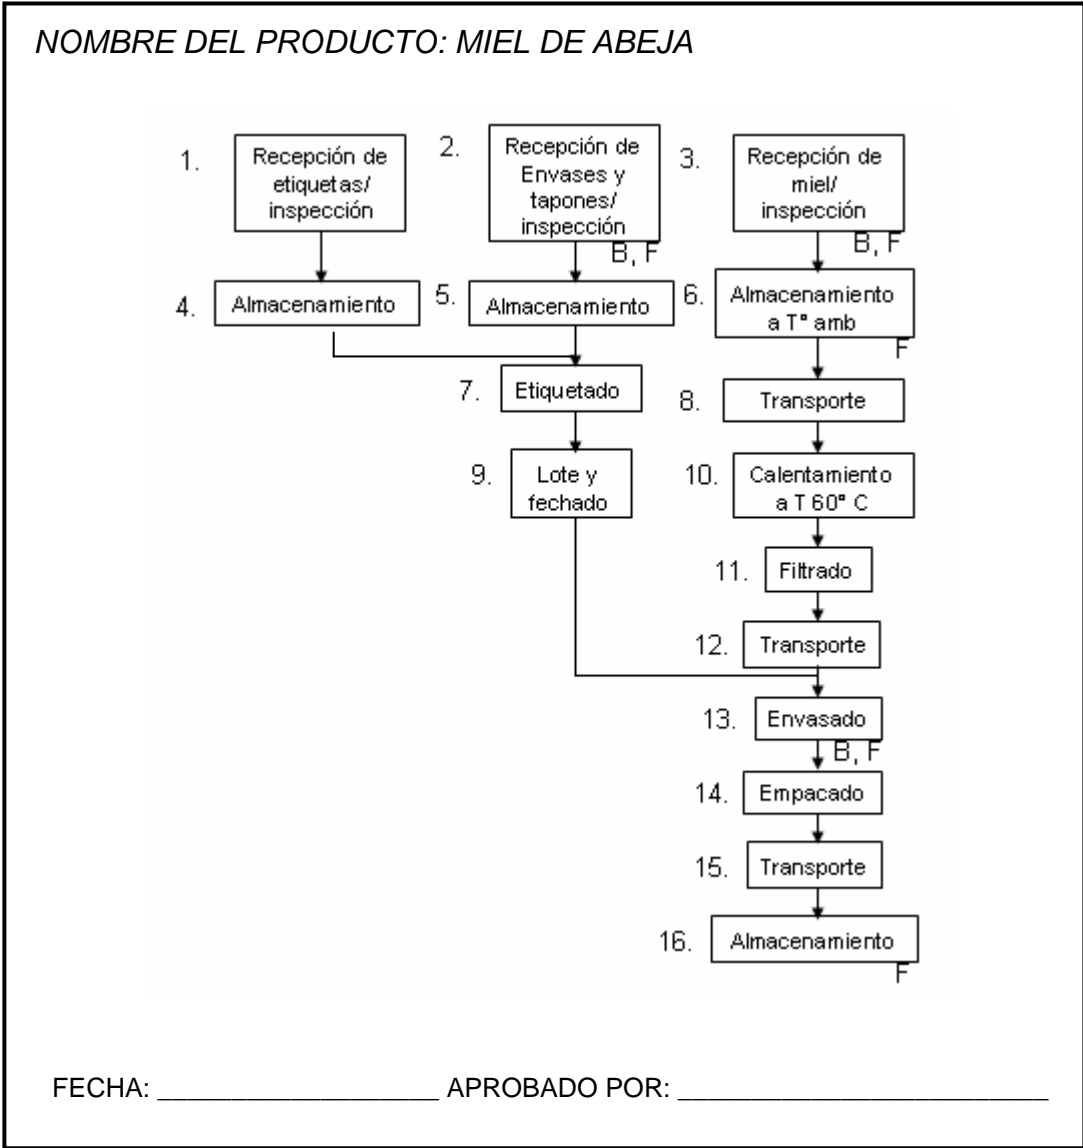 NOMBRE DEL PRODUCTO: MIEL DE ABEJA
1.
Recepción de
etiquetas/
inspección
2.
Recepción de
Envases y
tapones/
inspección
B, F
3.
Recepción de
miel/
inspección
B, F
4.
Almacenamiento
5.
Almacenamiento
6.
Almacenamiento
a T° amb
F
7.
Etiquetado
8.
Transporte
9.
Lote y
fechado
10.
Calentamiento
a T 60° C
11.
Filtrado
12.
Transporte
13.
Envasado
B, F
14.
Empacado
15.
Transporte
16.
Almacenamiento
F
FECHA: ___________________ APROBADO POR: _________________________